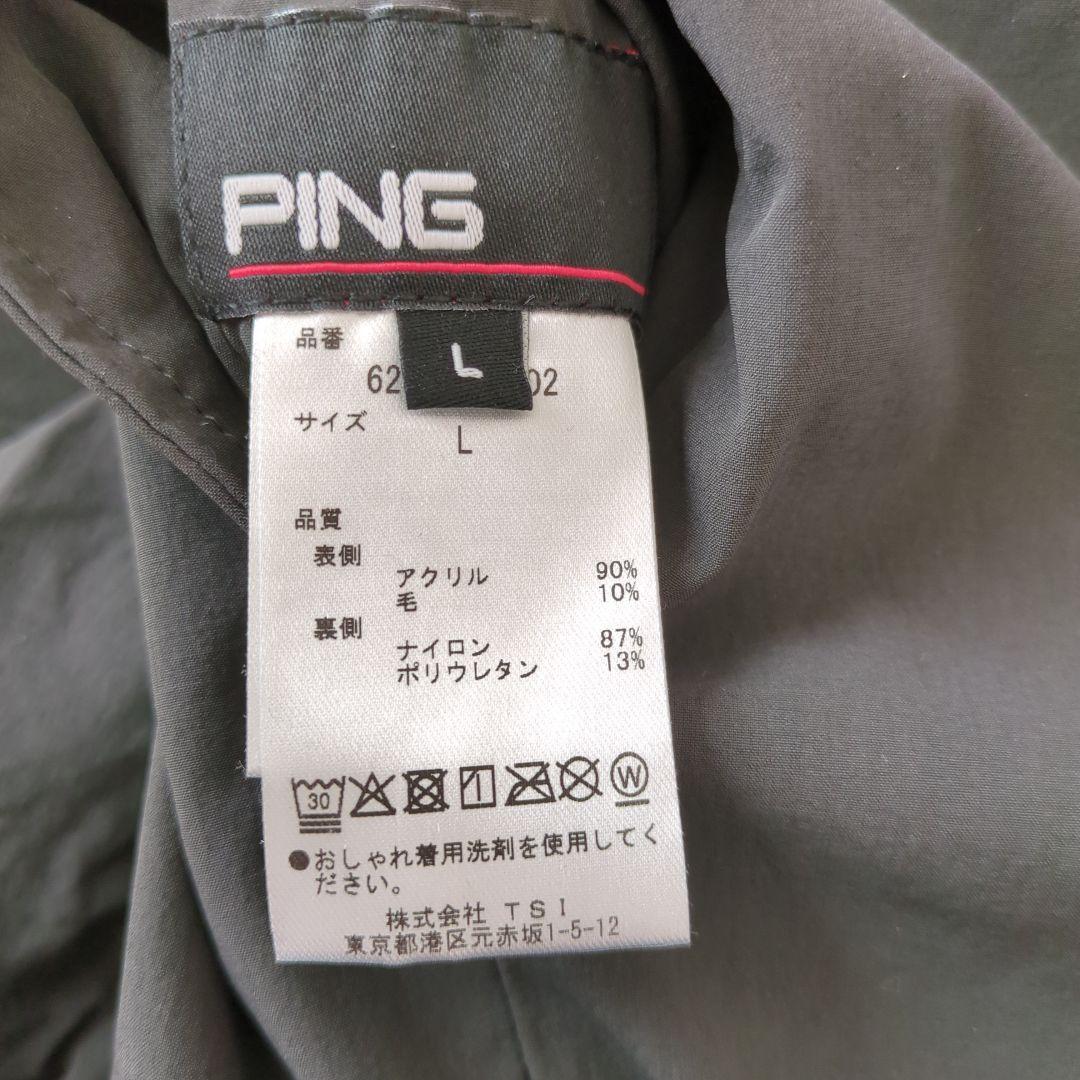 PING
品番
L
62 02
サイズ
L
品質
表側
アクリル 90%
毛 10%
裏側
ナイロン 87%
ポリウレタン 13%
30 W
●おしゃれ着用洗剤を使用してく
ださい。
株式会社 TSI
東京都港区元赤坂1-5-12